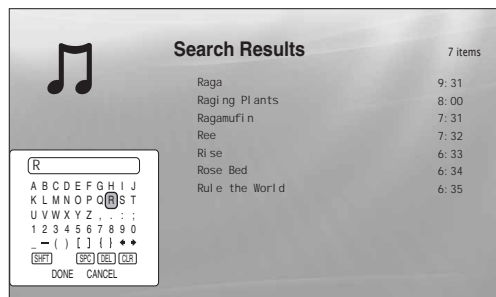 Search Results 7 items
Raga 9:31
Raging Plants 8:00
Ragamufin 7:31
Ree 7:32
Rise 6:33
Rose Bed 6:34
Rule the World 6:35
R
A B C D E F G H I J
K L M N O P Q R S T
U V W X Y Z , . : ;
1 2 3 4 5 6 7 8 9 0
_ — ( ) [ ] { }
SHFT SPC DEL CLR
DONE CANCEL